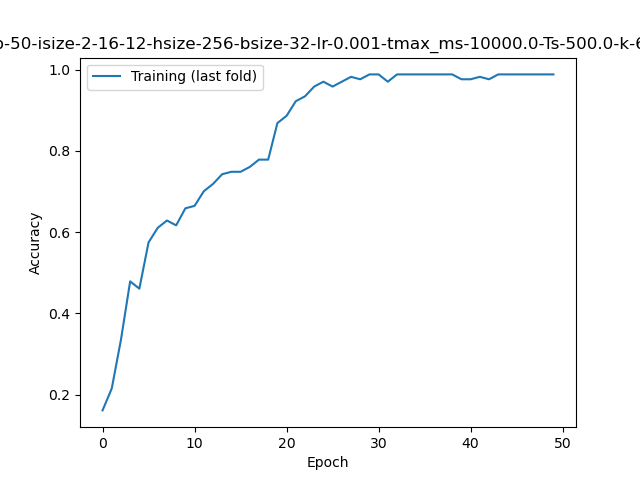 -50-isize-2-16-12-hsize-256-bsize-32-lr-0.001-tmax_ms-10000.0-Ts-500.0-k-6
Training (last fold)
1.0
0.8
0.6
0.4
0.2
Accuracy
0
10
20
30
40
50
Epoch